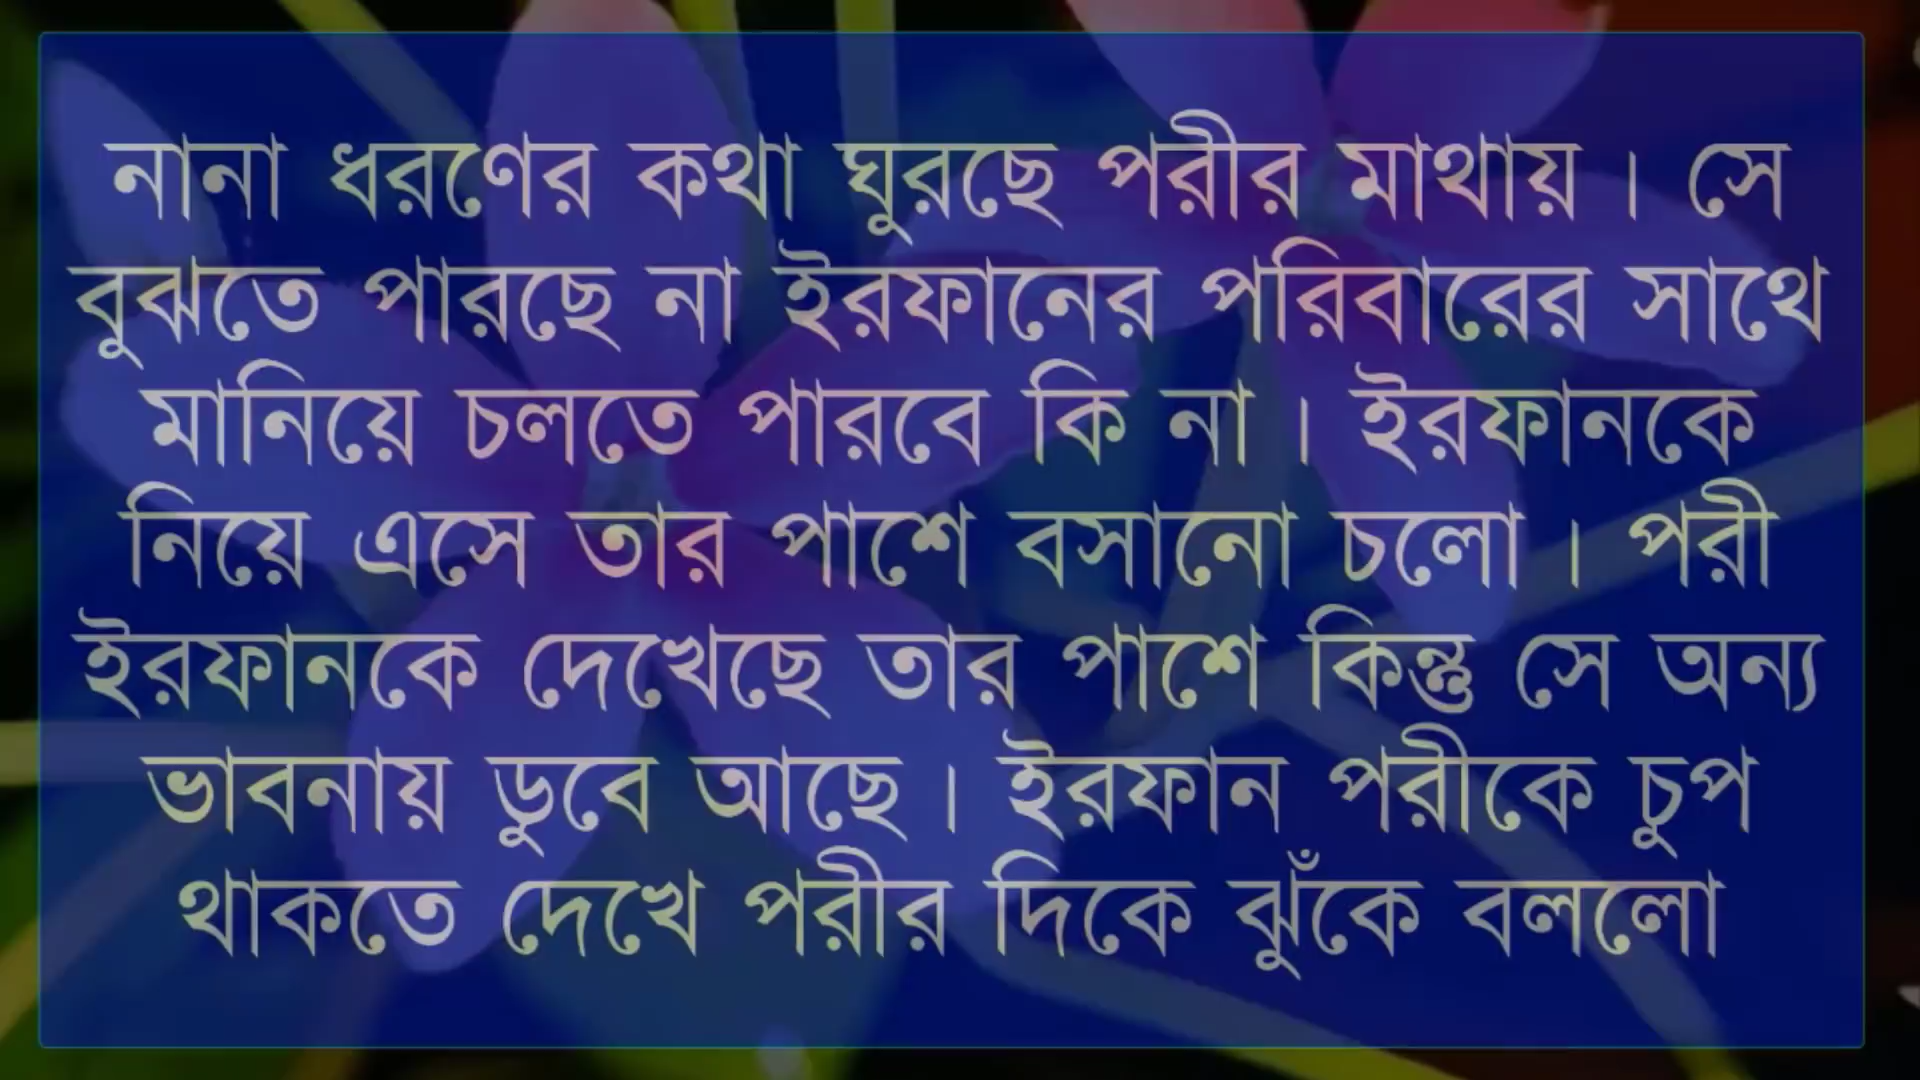 নানা ধরণের কথা ঘুরছে পরীর মাথায় । সে
বুঝতে পারছে না ইরফানের পরিবারের সাথে
মানিয়ে চলতে পারবে কি না । ইরফানকে
নিয়ে এসে তার পাশে বসানো চলো । পরী
ইরফানকে দেখেছে তার পাশে কিন্তু সে অন্য
ভাবনায় ডুবে আছে । ইরফান পরীকে চুপ
থাকতে দেখে পরীর দিকে ঝুঁকে বললো